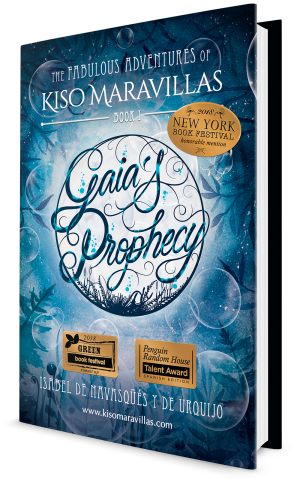 THE FABULOUS ADVENTURES OF
KISO MARAVILLAS
BOOK I
2018
NEW YORK
BOOK FESTIVAL
honorable mention
Gaia's
Prophecy
2018
GREEN
book festival
Penguin
Random House
Talent Award
SPANISH EDITION
ISABEL DE NAVASQÜÉS Y DE URQUIJO
www.kisomaravillas.com